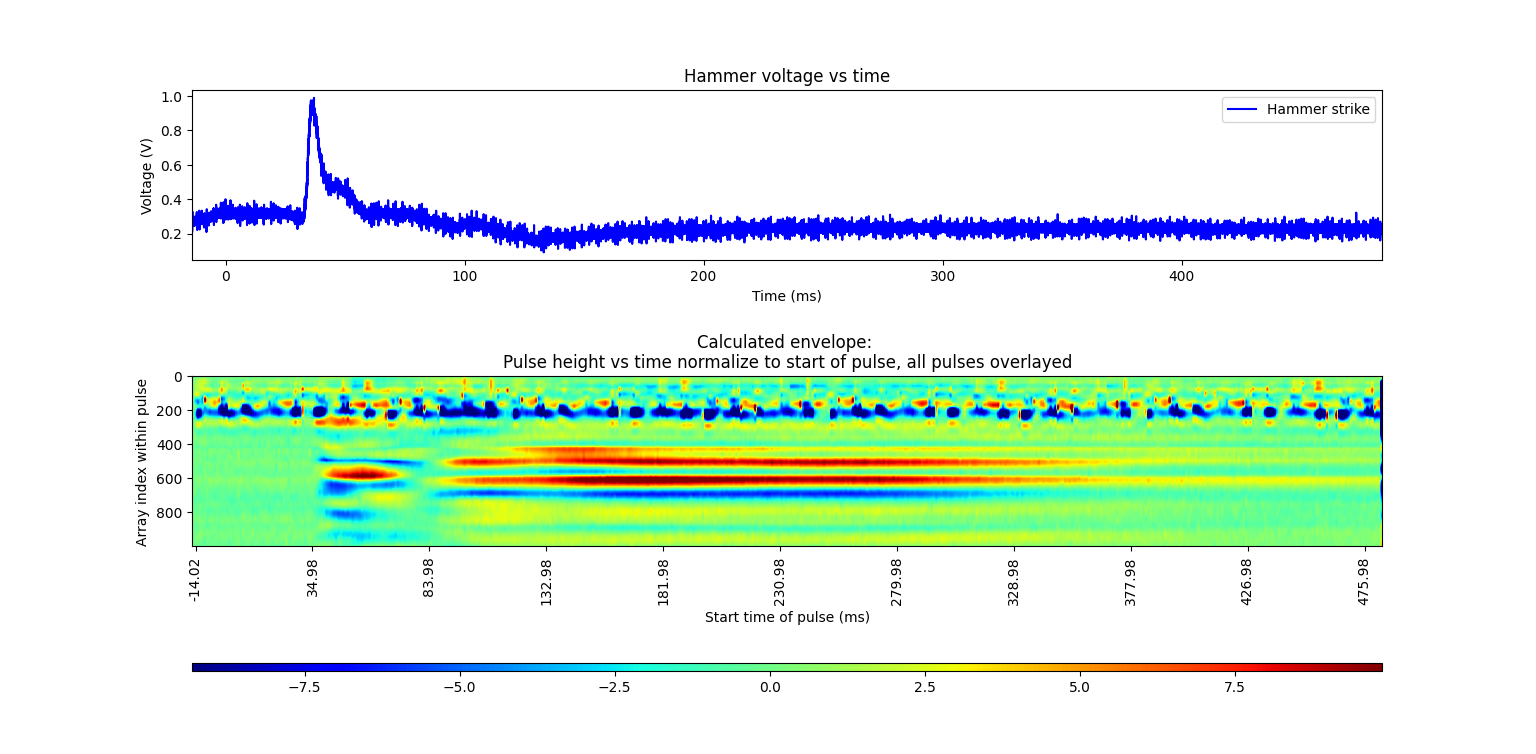 Hammer voltage vs time
Hammer strike
Voltage (V)
1.0
0.8
0.6
0.4
0.2
0 100 200 300 400
Time (ms)
Calculated envelope:
Pulse height vs time normalize to start of pulse, all pulses overlayed
Array index within pulse
0
200
400
600
800
-14.02 34.98 83.98 132.98 181.98 230.98 279.98 328.98 377.98 426.98 475.98
Start time of pulse (ms)
−7.5 −5.0 −2.5 0.0 2.5 5.0 7.5